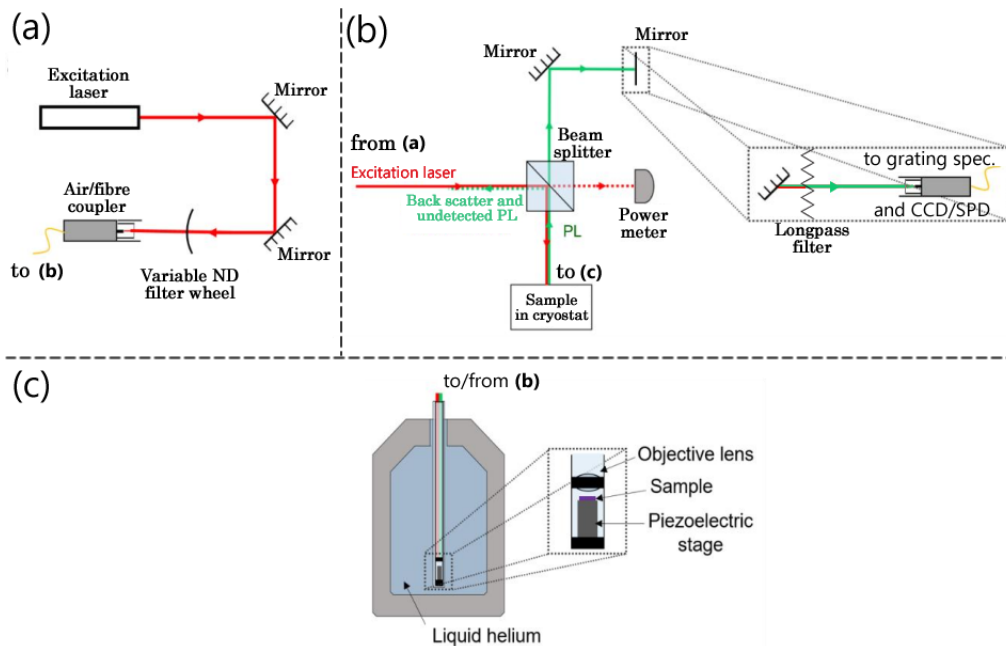 (a)
Excitation
laser
Mirror
Air/fibre
coupler
to (b)
Variable ND
filter wheel
Mirror
(b)
Mirror
Mirror
from (a)
Excitation laser
Beam
splitter
Back scatter and
undetected PL
Power
meter
PL
to (c)
Sample
in cryostat
to grating spec.
and CCD/SPD
Longpass
filter
(c)
to/from (b)
Objective lens
Sample
Piezoelectric
stage
Liquid helium